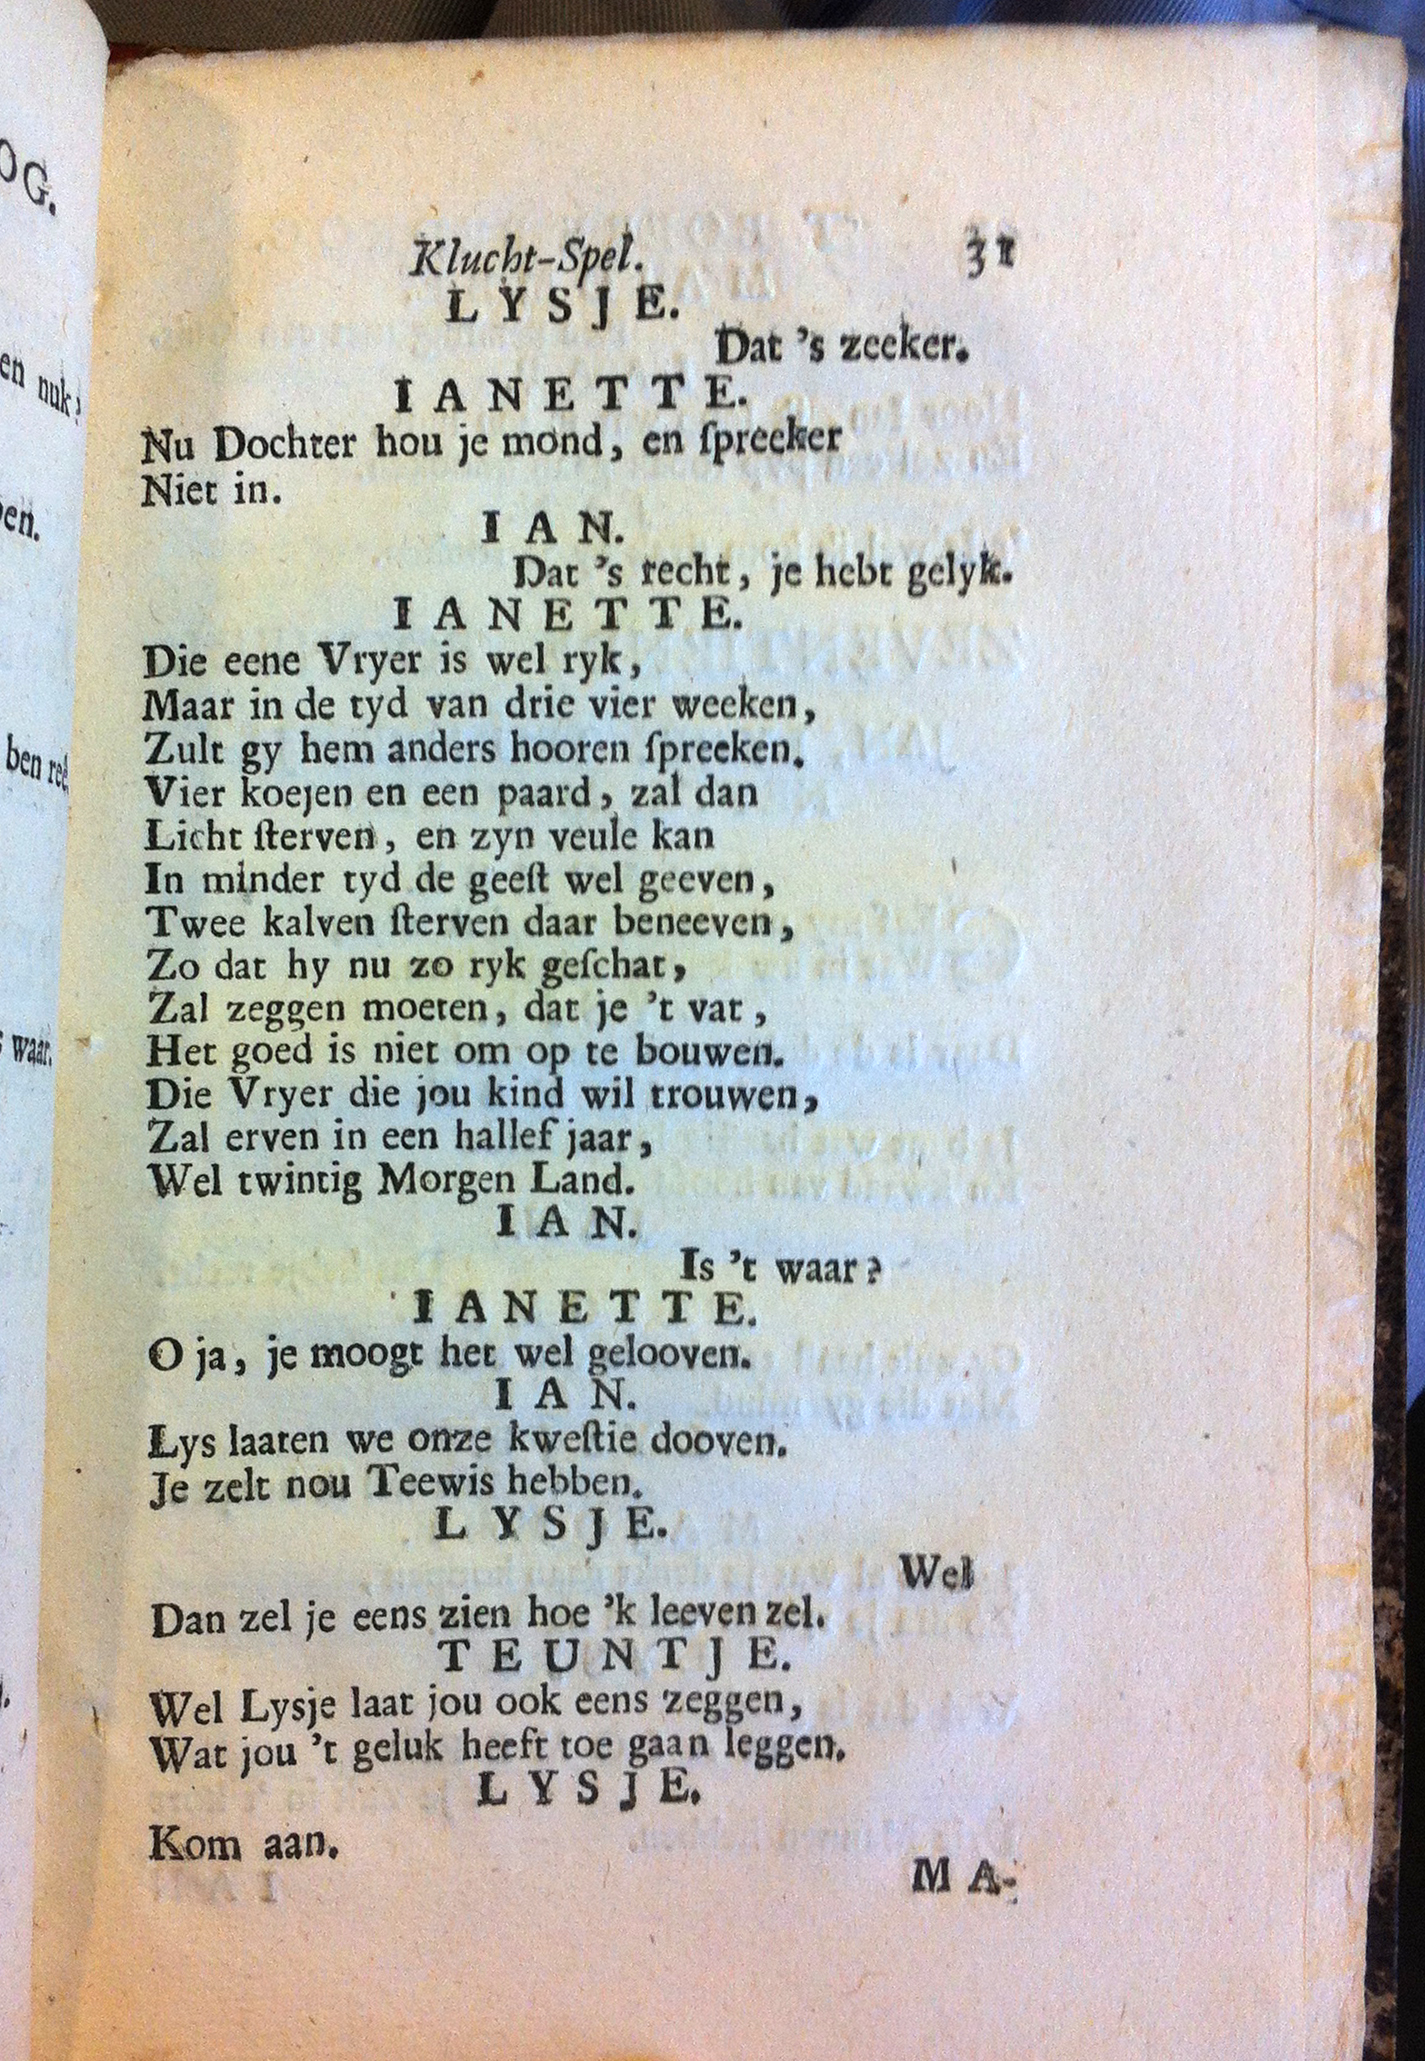 Klucht-Spel. 31
LYSJE.
Dat 's zeeker.
IANETTE.
Nu Dochter hou je mond, en ſpreeker
Niet in.
IAN.
Dat 's recht, je hebt gelyk.
IANETTE.
Die eene Vryer is wel ryk,
Maar in de tyd van drie vier weeken,
Zult gy hem anders hooren ſpreeken.
Vier koejen en een paard, zal dan
Licht ſterven, en zyn veule kan
In minder tyd de geeſt wel geeven,
Twee kalven ſterven daar beneeven,
Zo dat hy nu zo ryk geſchat,
Zal zeggen moeten, dat je 't vat,
Het goed is niet om op te bouwen.
Die Vryer die jou kind wil trouwen,
Zal erven in een hallef jaar,
Wel twintig Morgen Land.
IAN.
Is 't waar?
IANETTE.
O ja, je moogt het wel gelooven.
IAN.
Lys laaten we onze kweſtie dooven.
Je zelt nou Teewis hebben.
LYSJE.
Wel
Dan zel je eens zien hoe 'k leeven zel.
TEUNTJE.
Wel Lysje laat jou ook eens zeggen,
Wat jou 't geluk heeft toe gaan leggen.
LYSJE.
Kom aan.
MA-
OG.
en nuk;
en.
ben reê
waar.